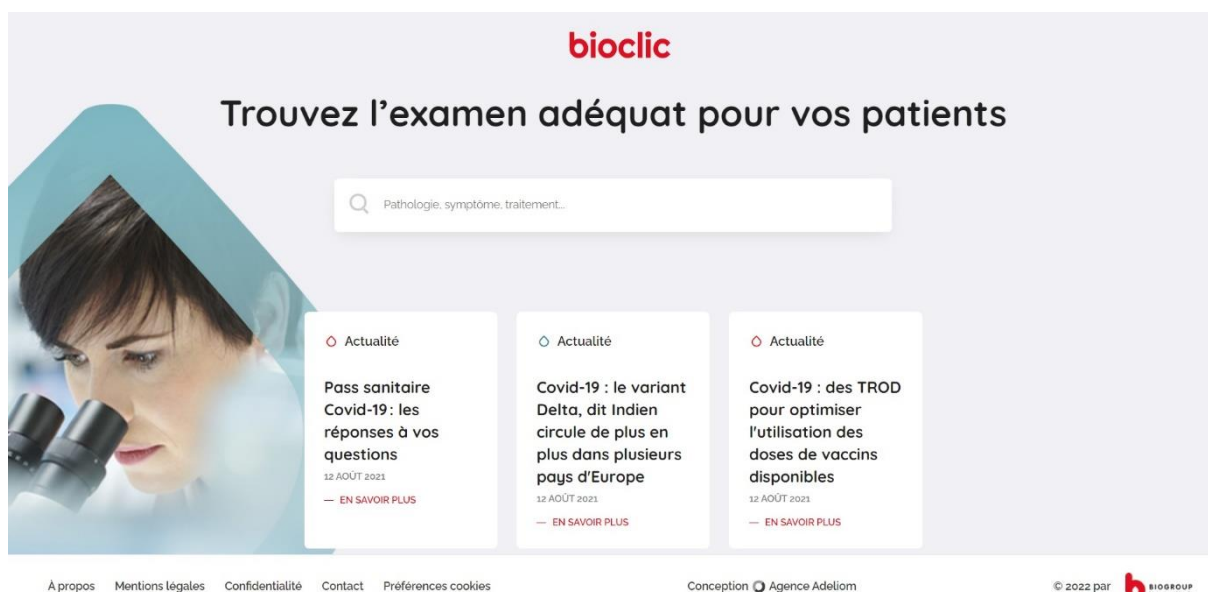 bioclic
Trouvez l'examen adéquat pour vos patients
Pathologie, symptôme, traitement...
Actualité
Pass sanitaire
Covid-19 : les
réponses à vos
questions
12 AOÛT 2021
— EN SAVOIR PLUS
Actualité
Covid-19 : le variant
Delta, dit Indien
circule de plus en
plus dans plusieurs
pays d'Europe
12 AOÛT 2021
— EN SAVOIR PLUS
Actualité
Covid-19 : des TROD
pour optimiser
l'utilisation des
doses de vaccins
disponibles
12 AOÛT 2021
— EN SAVOIR PLUS
À propos Mentions légales Confidentialité Contact Préférences cookies Conception Agence Adeliom © 2022 par BIOGROUP